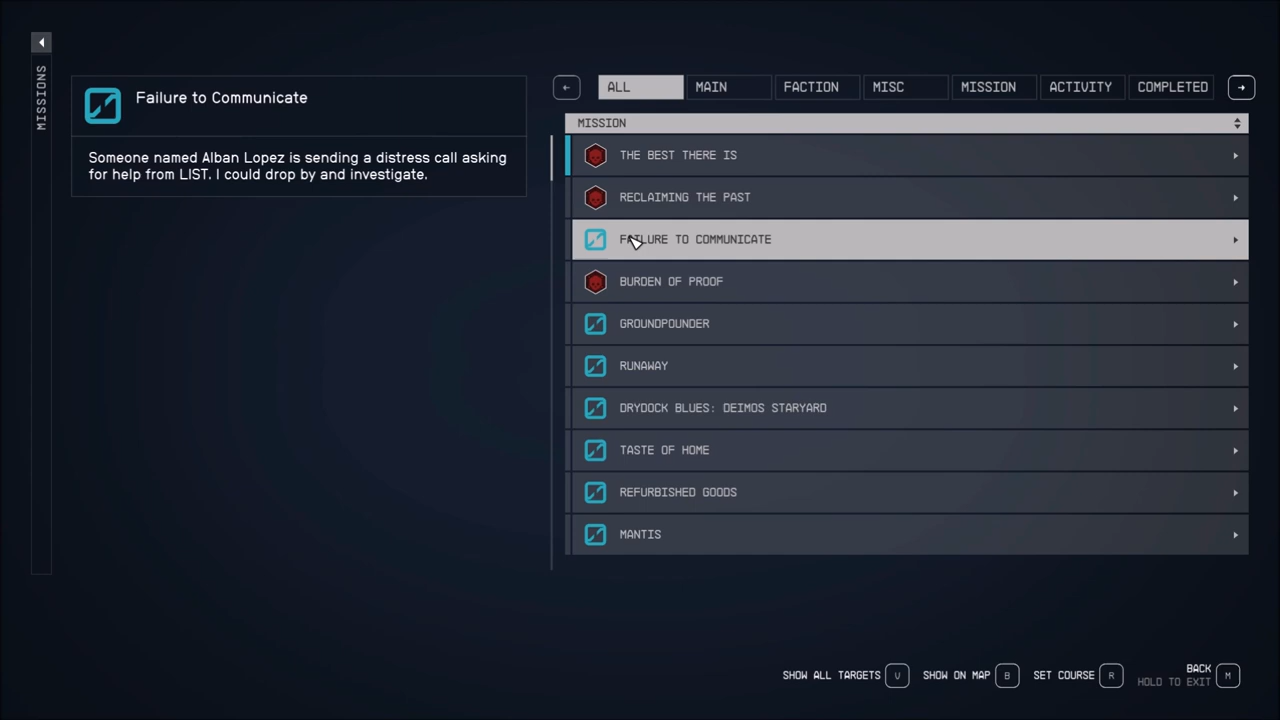 MISSIONS
Failure to Communicate
Someone named Alban Lopez is sending a distress call asking
for help from LIST. I could drop by and investigate.
ALL MAIN FACTION MISC MISSION ACTIVITY COMPLETED
MISSION
THE BEST THERE IS
RECLAIMING THE PAST
FAILURE TO COMMUNICATE
BURDEN OF PROOF
GROUNDPOUNDER
RUNAWAY
DRYDOCK BLUES: DEIMOS STARYARD
TASTE OF HOME
REFURBISHED GOODS
MANTIS
SHOW ALL TARGETS V SHOW ON MAP B SET COURSE R BACK M
HOLD TO EXIT